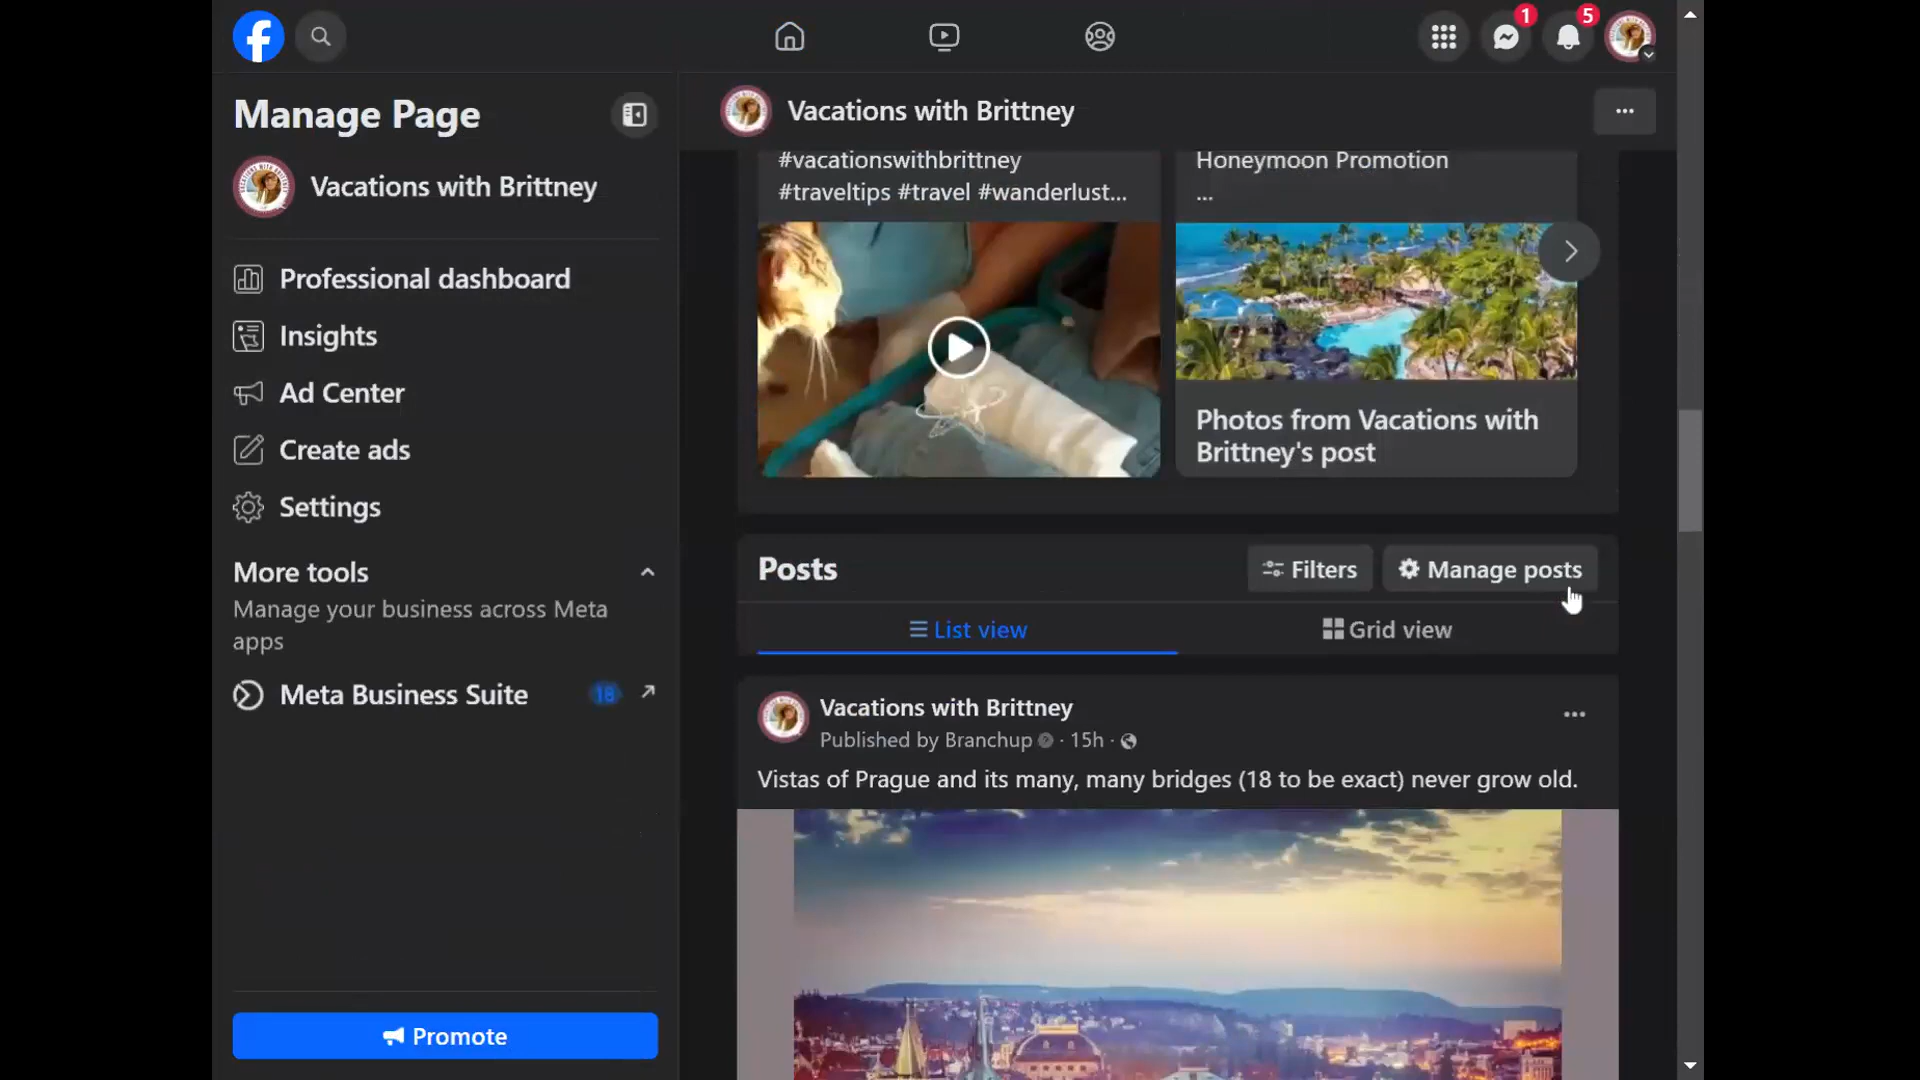 1
5
Manage Page
Vacations with Brittney
Vacations with Brittney
Professional dashboard
Insights
Ad Center
Create ads
Settings
More tools
Manage your business across Meta
apps
Meta Business Suite 18
Promote
#vacationswithbrittney
#traveltips #travel #wanderlust...
Honeymoon Promotion
...
Photos from Vacations with
Brittney's post
Posts
Filters
Manage posts
List view
Grid view
Vacations with Brittney
Published by Branchup · 15h ·
Vistas of Prague and its many, many bridges (18 to be exact) never grow old.